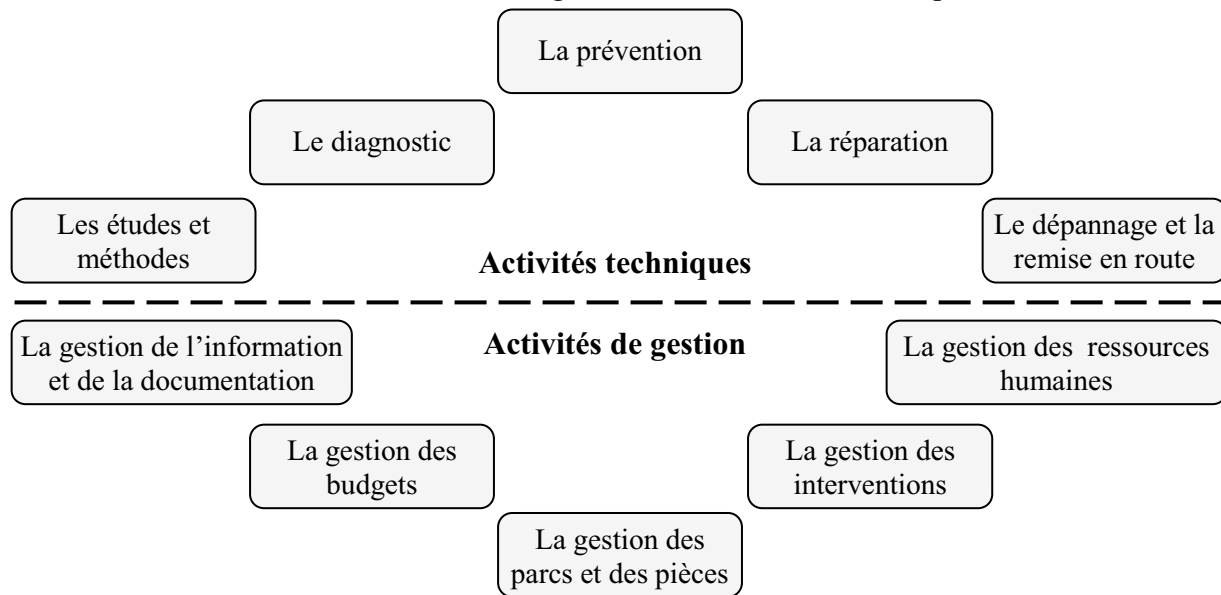 La prévention
Le diagnostic
La réparation
Les études et
méthodes
Le dépannage et la
remise en route
Activités techniques
Activités de gestion
La gestion de l’information
et de la documentation
La gestion des ressources
humaines
La gestion des
budgets
La gestion des
interventions
La gestion des
parcs et des pièces